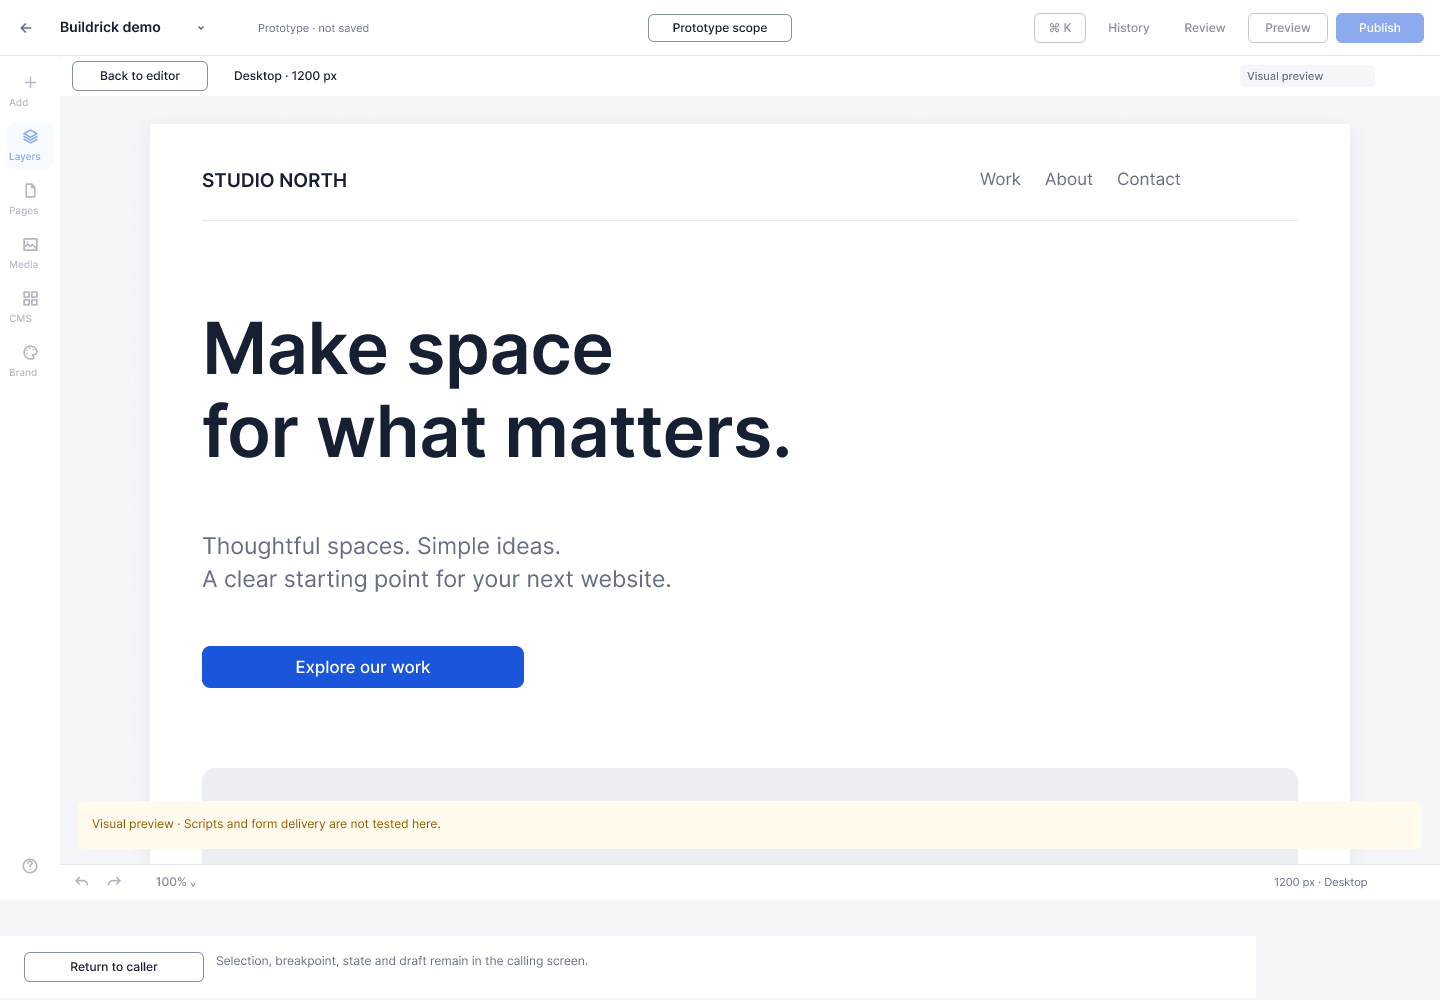 Buildrick demo
Prototype · not saved
Prototype scope
⌘ K
History
Review
Preview
Publish
Back to editor
Desktop · 1200 px
Visual preview
Add
Layers
Pages
Media
CMS
Brand
STUDIO NORTH
Work
About
Contact
Make space
for what matters.
Thoughtful spaces. Simple ideas.
A clear starting point for your next website.
Explore our work
Visual preview · Scripts and form delivery are not tested here.
100%
1200 px · Desktop
Return to caller
Selection, breakpoint, state and draft remain in the calling screen.